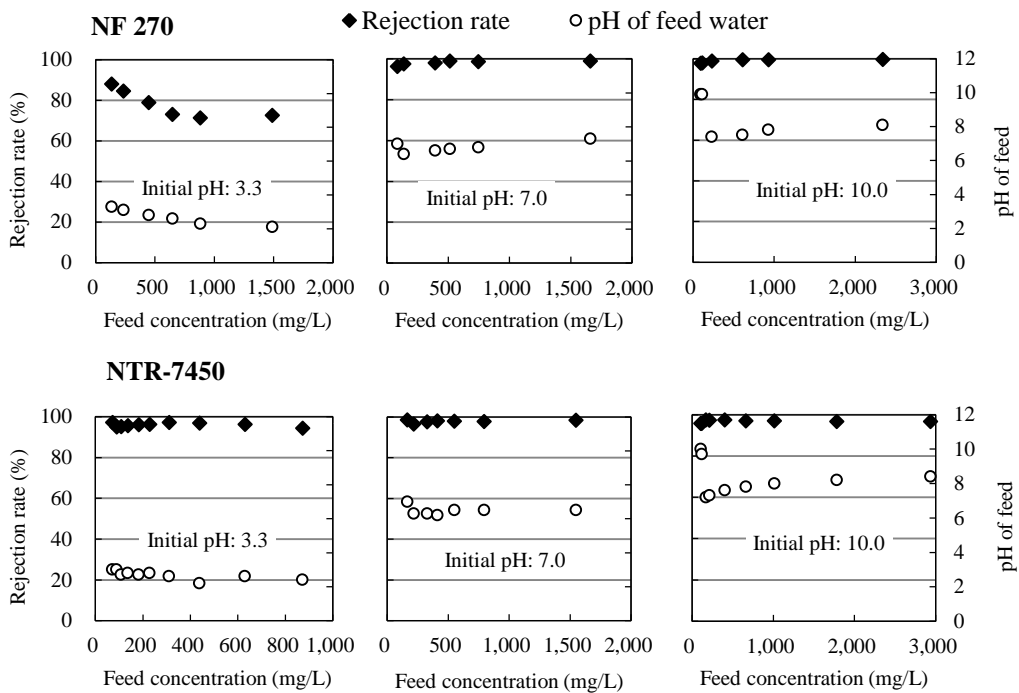 NF 270
◆ Rejection rate ○ pH of feed water
Rejection rate (%)
100
80
60
40
20
0
Initial pH: 3.3
0 500 1,000 1,500 2,000
Feed concentration (mg/L)
Initial pH: 7.0
0 500 1,000 1,500 2,000
Feed concentration (mg/L)
Initial pH: 10.0
0 1,000 2,000 3,000
Feed concentration (mg/L)
12
10
8
6
4
2
0
pH of feed
NTR-7450
Rejection rate (%)
100
80
60
40
20
0
Initial pH: 3.3
0 200 400 600 800 1,000
Feed concentration (mg/L)
Initial pH: 7.0
0 500 1,000 1,500 2,000
Feed concentration (mg/L)
Initial pH: 10.0
0 1,000 2,000 3,000
Feed concentration (mg/L)
12
10
8
6
4
2
0
pH of feed